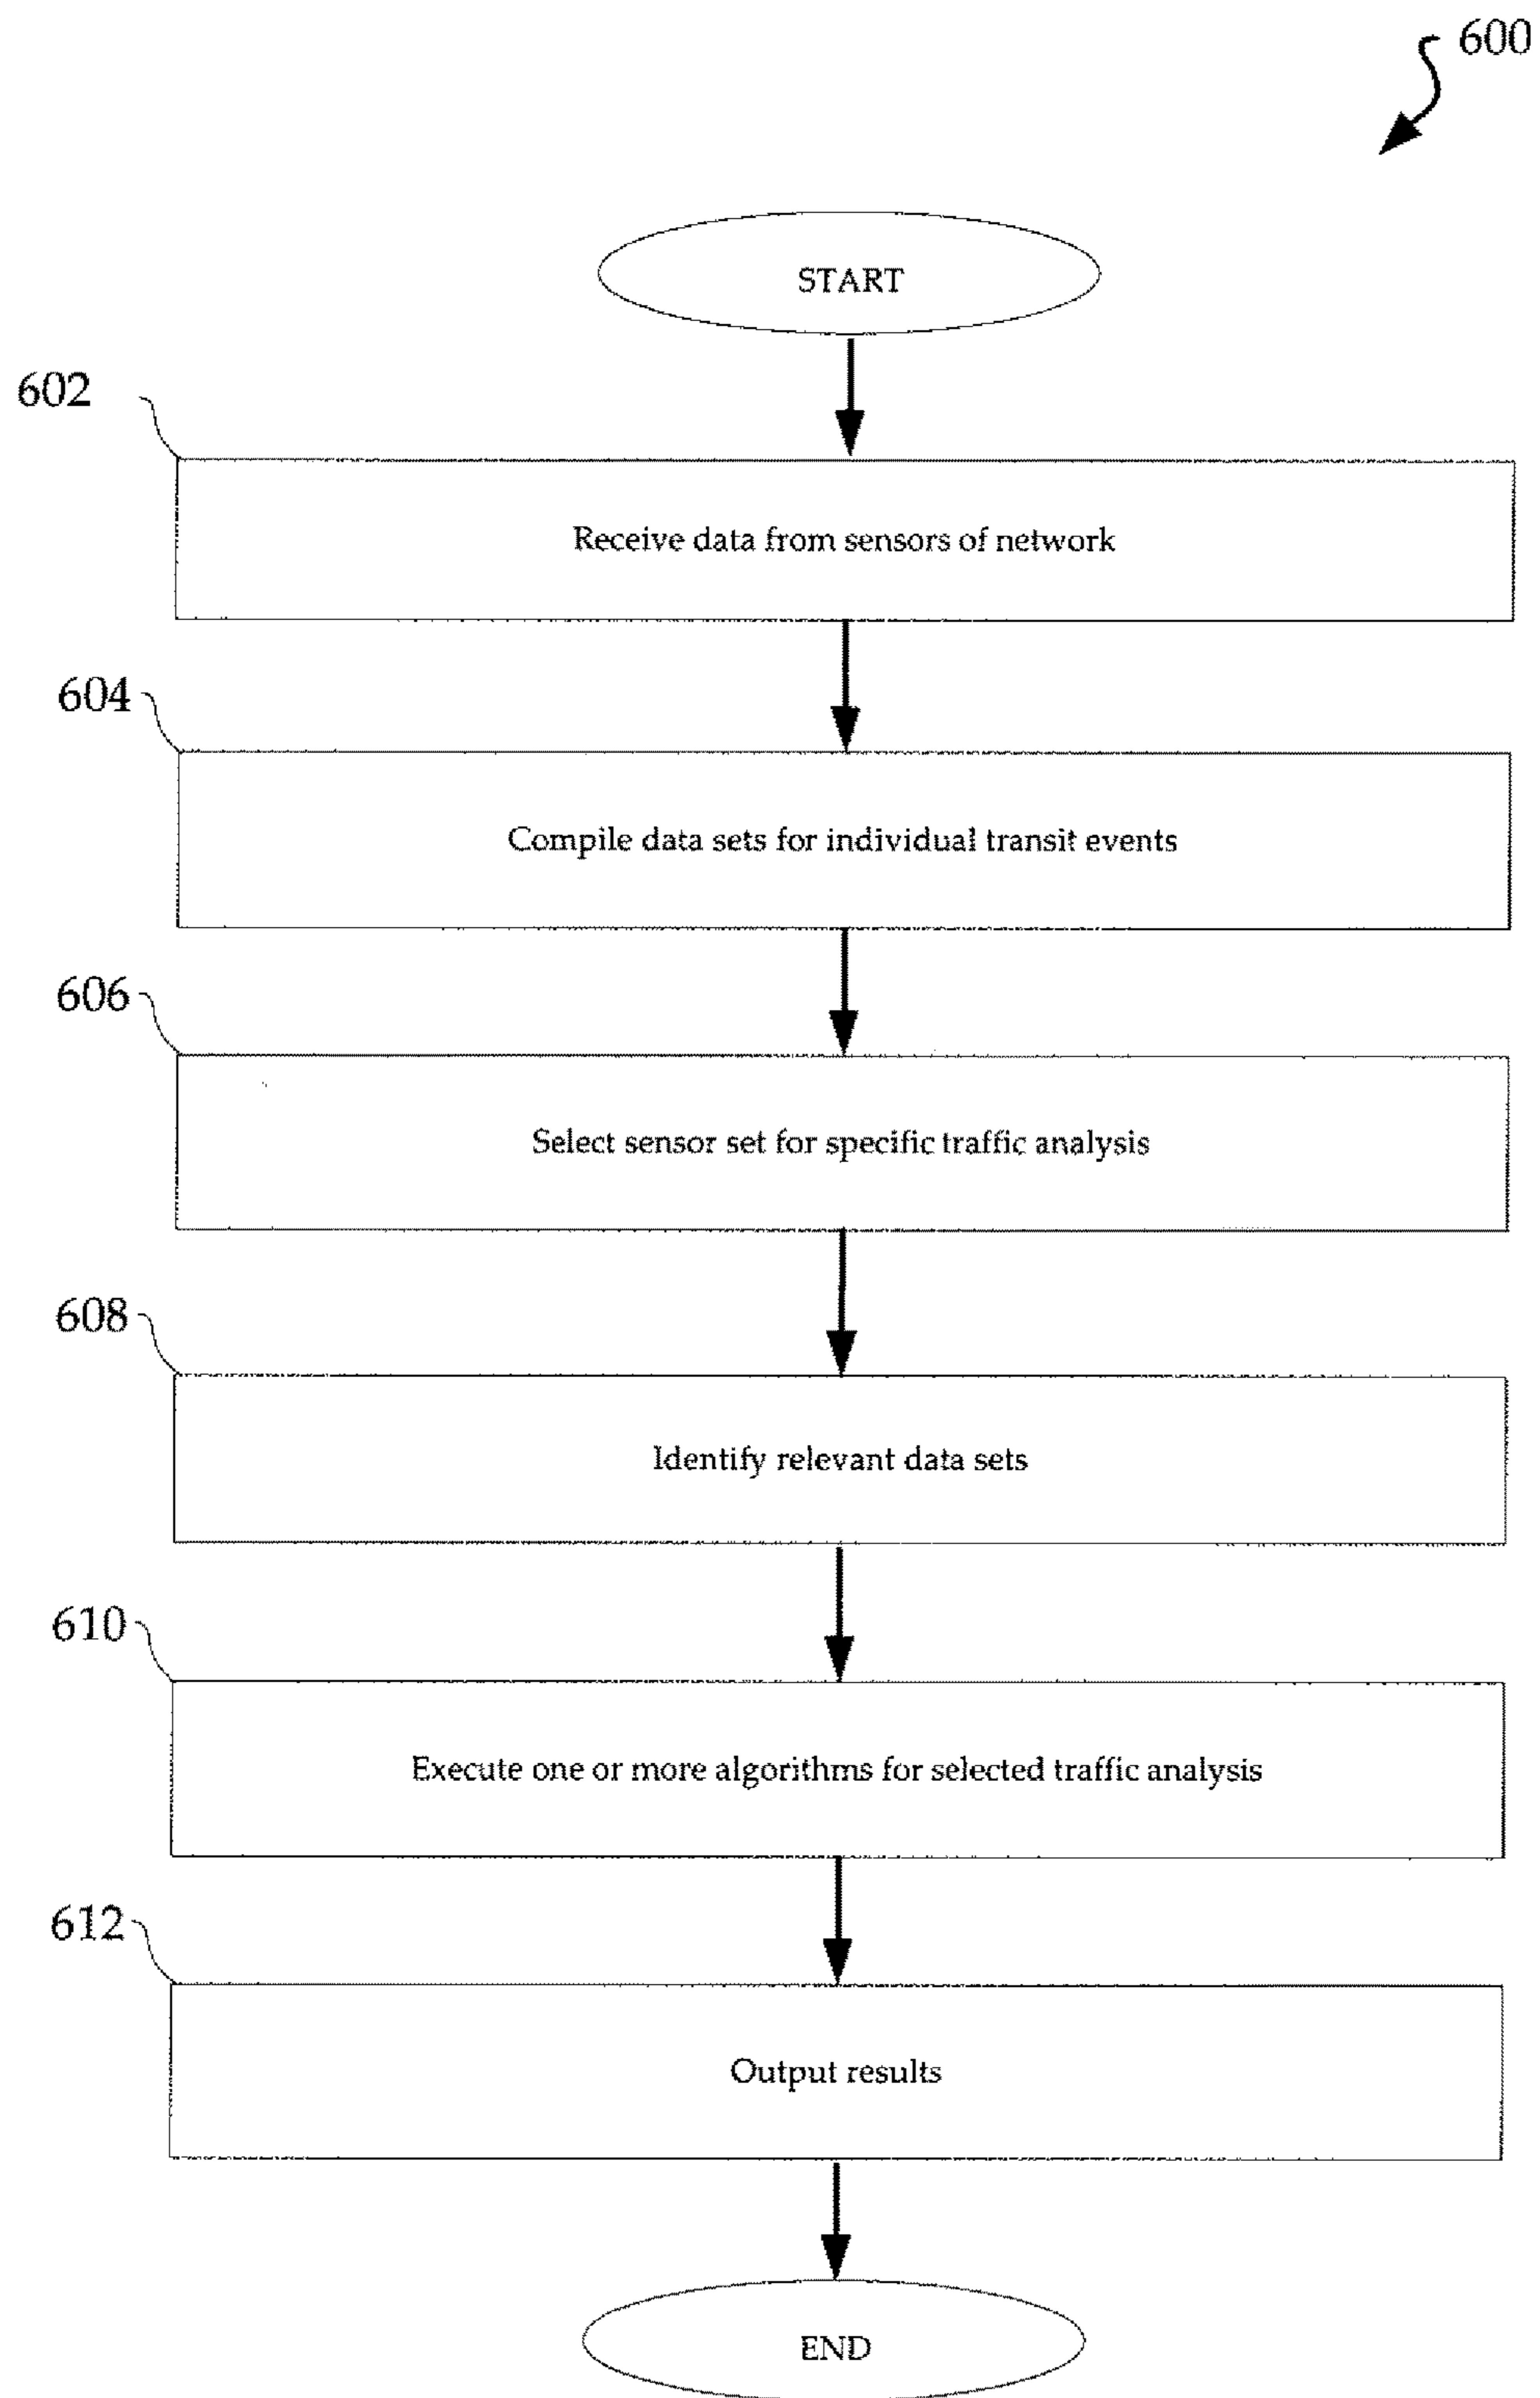 600
START
602
Receive data from sensors of network
604
Compile data sets for individual transit events
606
Select sensor set for specific traffic analysis
608
Identify relevant data sets
610
Execute one or more algorithms for selected traffic analysis
612
Output results
END